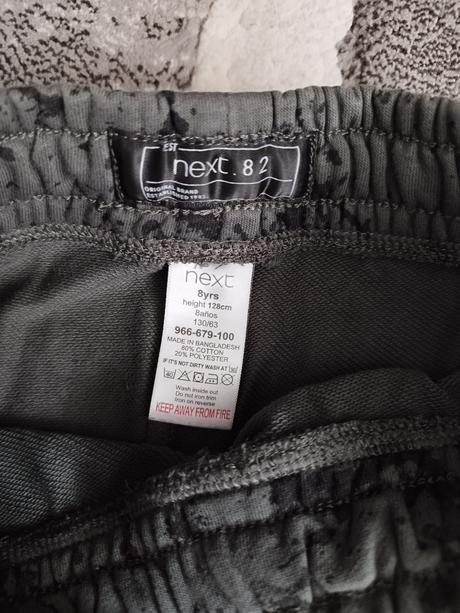 EST
next.82
ORIGINAL BRAND
ESTABLISHED 1982
next
8yrs
height 128cm
8años
130/63
966-679-100
MADE IN BANGLADESH
80% COTTON
20% POLYESTER
IF IT'S NOT DIRTY WASH AT
Wash inside out
Do not iron trim
Iron on reverse
KEEP AWAY FROM FIRE